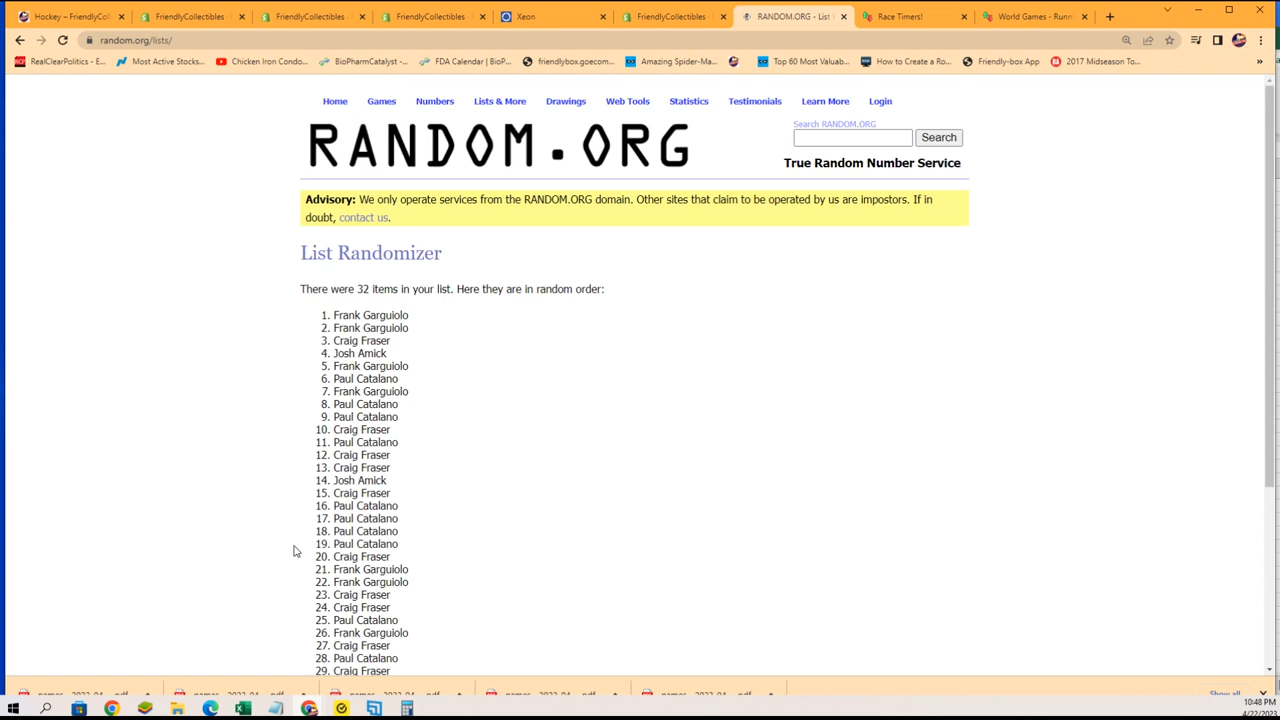 Hockey – FriendlyCol
FriendlyCollectibles -
FriendlyCollectibles -
FriendlyCollectibles -
Xeon
FriendlyCollectibles -
RANDOM.ORG - List
Race Timers!
World Games - Runn
random.org/lists/
RealClearPolitics - E...
Most Active Stocks...
Chicken Iron Condo...
BioPharmCatalyst -...
FDA Calendar | BioP...
friendlybox.goecom...
Amazing Spider-Ma...
Top 60 Most Valuab...
How to Create a Ro...
Friendly-box App
2017 Midseason To...
»
Home Games Numbers Lists & More Drawings Web Tools Statistics Testimonials Learn More Login
RANDOM.ORG
Search RANDOM.ORG
Search
True Random Number Service
Advisory: We only operate services from the RANDOM.ORG domain. Other sites that claim to be operated by us are impostors. If in
doubt, contact us.
List Randomizer
There were 32 items in your list. Here they are in random order:
1. Frank Garguiolo
2. Frank Garguiolo
3. Craig Fraser
4. Josh Amick
5. Frank Garguiolo
6. Paul Catalano
7. Frank Garguiolo
8. Paul Catalano
9. Paul Catalano
10. Craig Fraser
11. Paul Catalano
12. Craig Fraser
13. Craig Fraser
14. Josh Amick
15. Craig Fraser
16. Paul Catalano
17. Paul Catalano
18. Paul Catalano
19. Paul Catalano
20. Craig Fraser
21. Frank Garguiolo
22. Frank Garguiolo
23. Craig Fraser
24. Craig Fraser
25. Paul Catalano
26. Frank Garguiolo
27. Craig Fraser
28. Paul Catalano
29. Craig Fraser
Show all
10:48 PM
4/22/2023